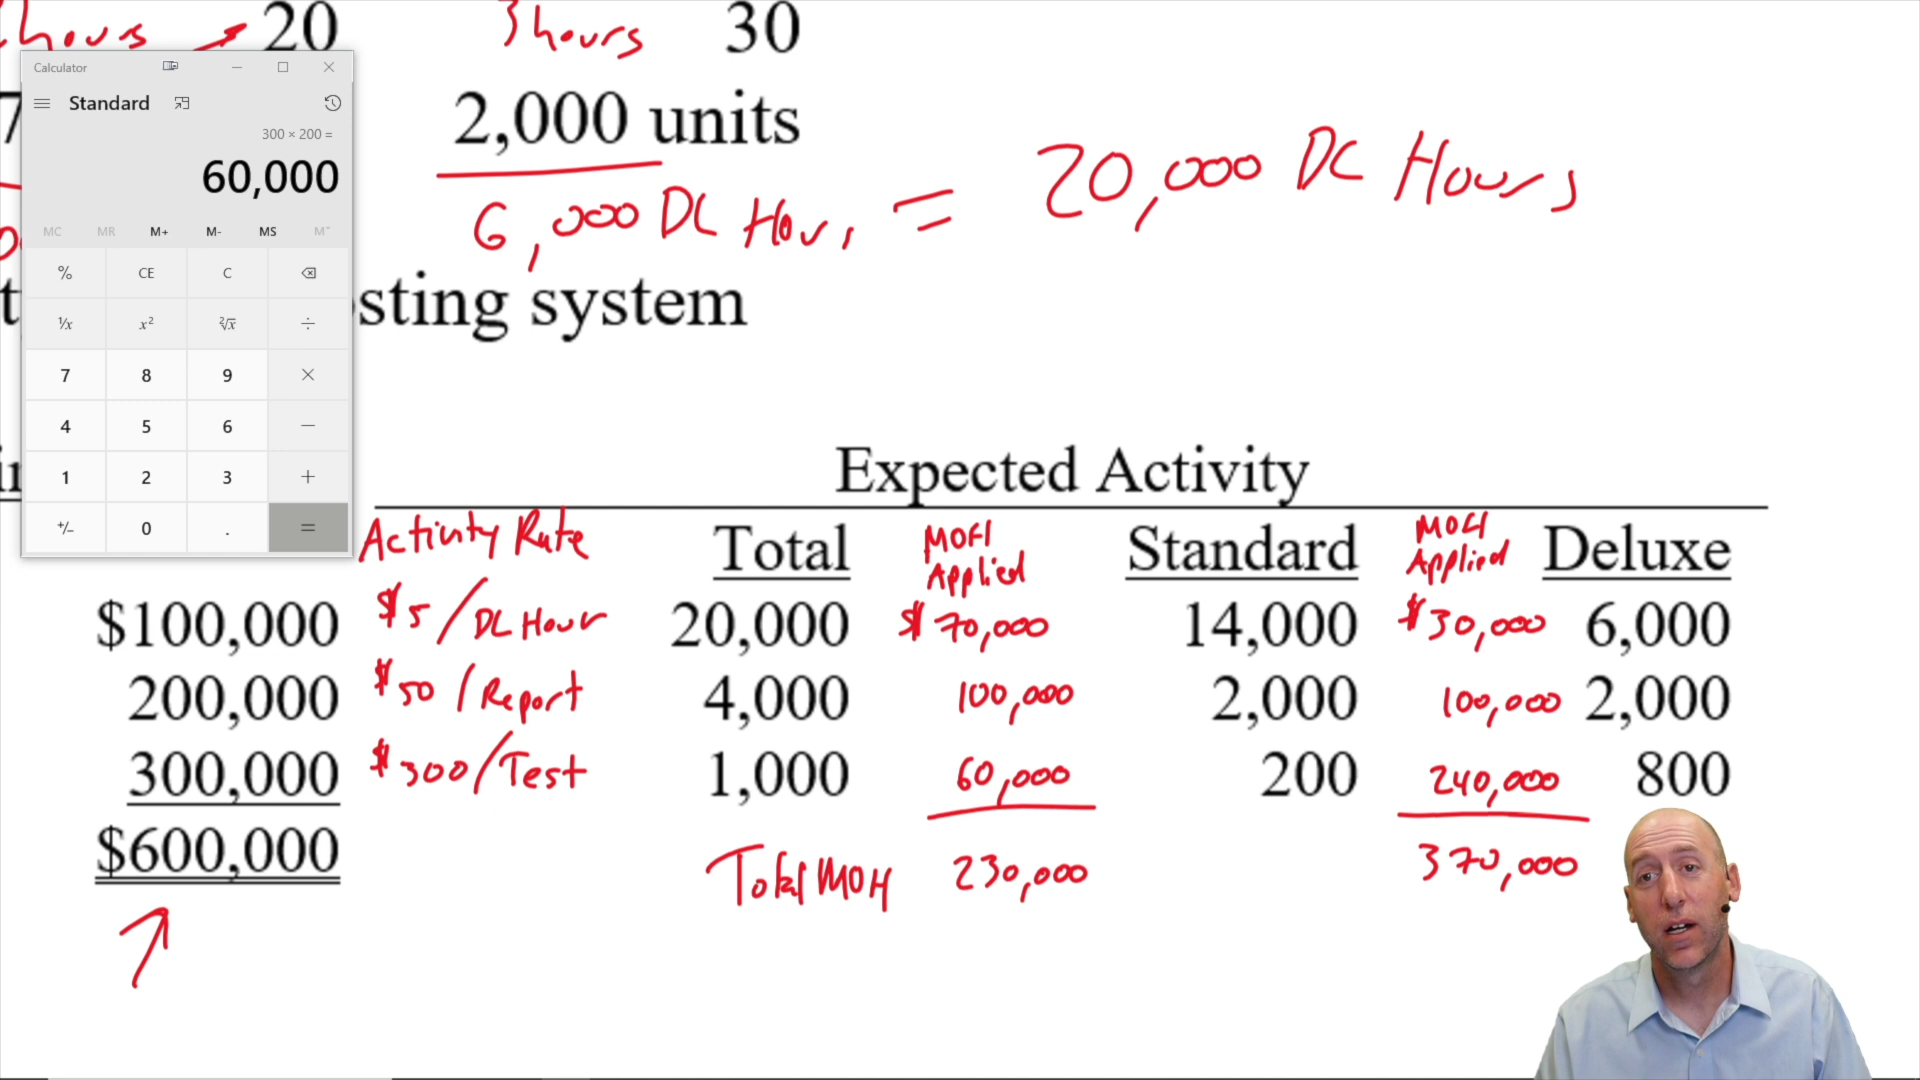 hours 20 3 hours 30
2,000 units
6,000 DL Hour, = 20,000 DL Hours
sting system
Calculator
Standard
300 × 200 =
60,000
MC MR M+ M- MS M˅
% CE C
¹/x x² ²√x ÷
7 8 9 ×
4 5 6 −
1 2 3 +
+/− 0 . =
Expected Activity
Activity Rate Total MOH Applied Standard MOH Applied Deluxe
$100,000 $5/DL Hour 20,000 $70,000 14,000 $30,000 6,000
200,000 $50/Report 4,000 100,000 2,000 100,000 2,000
300,000 $300/Test 1,000 60,000 200 240,000 800
$600,000 Total MOH 230,000 370,000